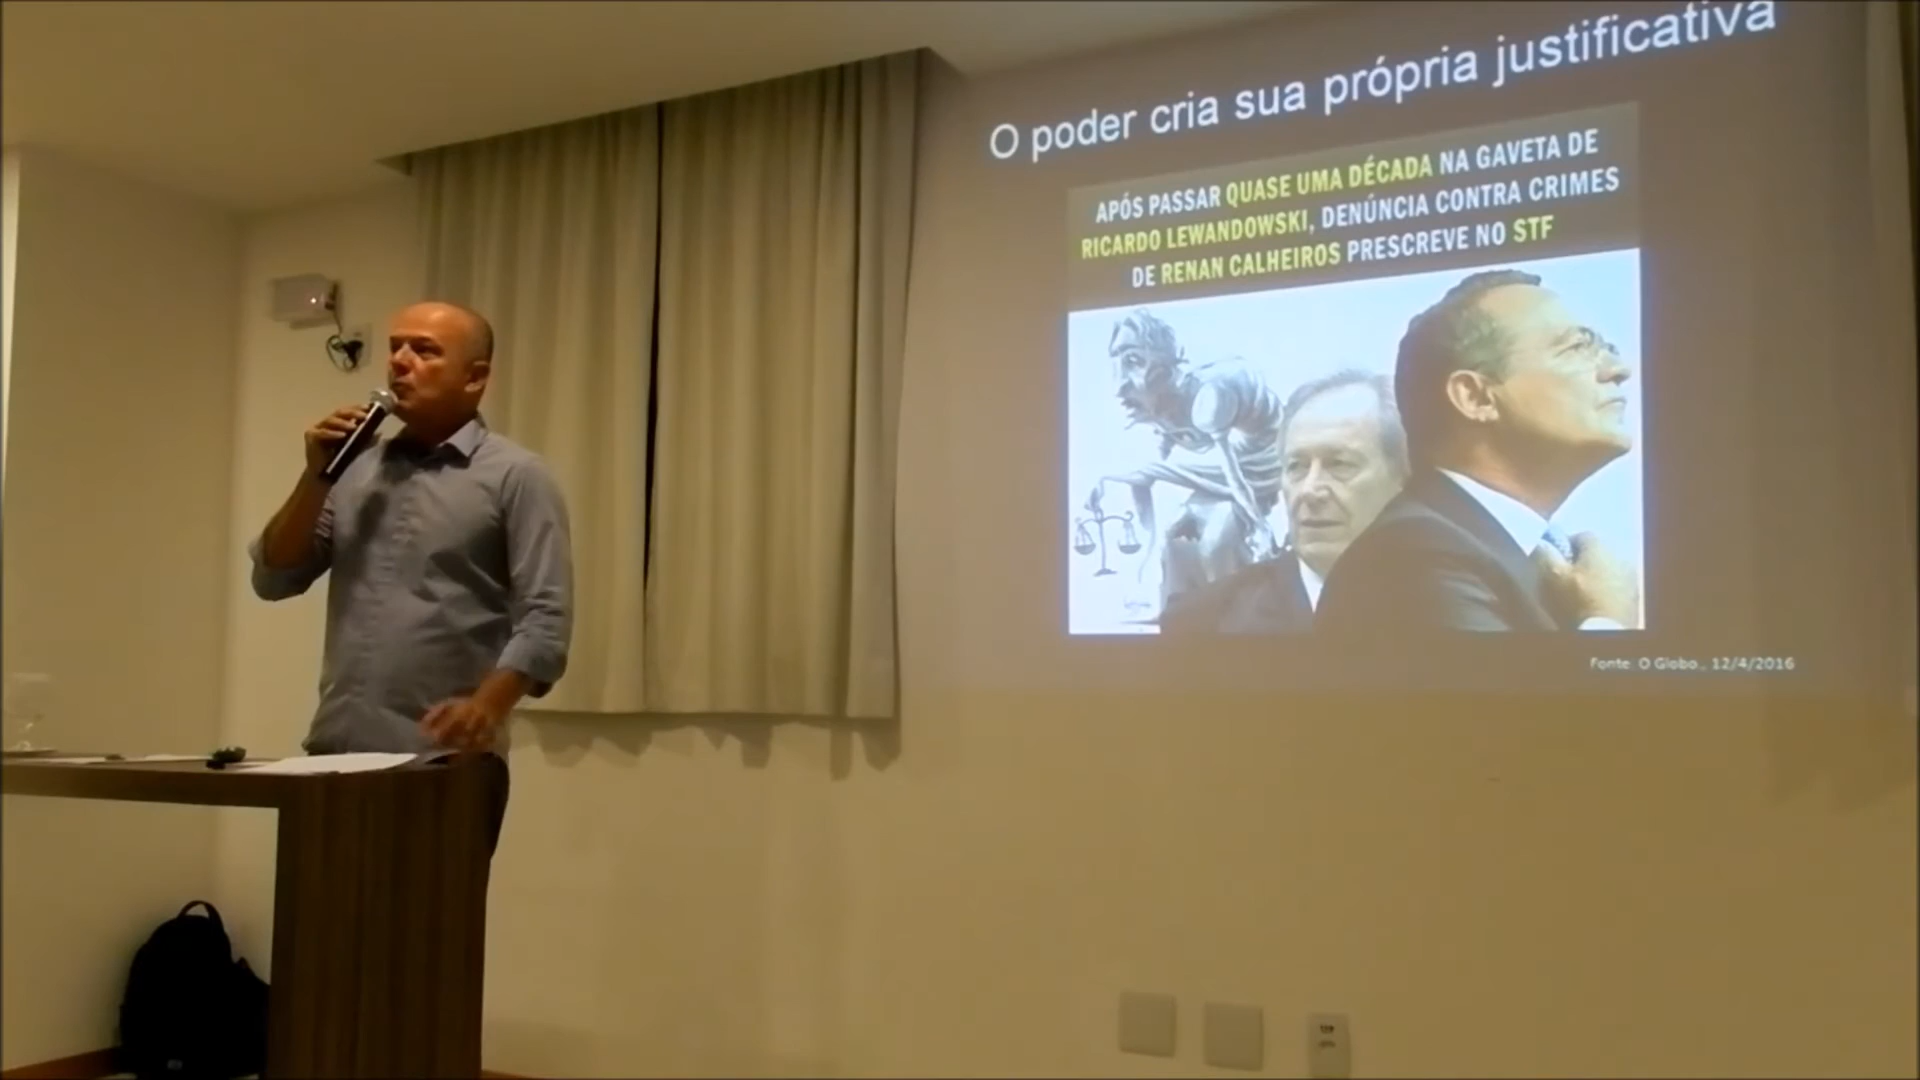 O poder cria sua própria justificativa
APÓS PASSAR QUASE UMA DÉCADA NA GAVETA DE
RICARDO LEWANDOWSKI, DENÚNCIA CONTRA CRIMES
DE RENAN CALHEIROS PRESCREVE NO STF
Fonte: O Globo., 12/4/2016